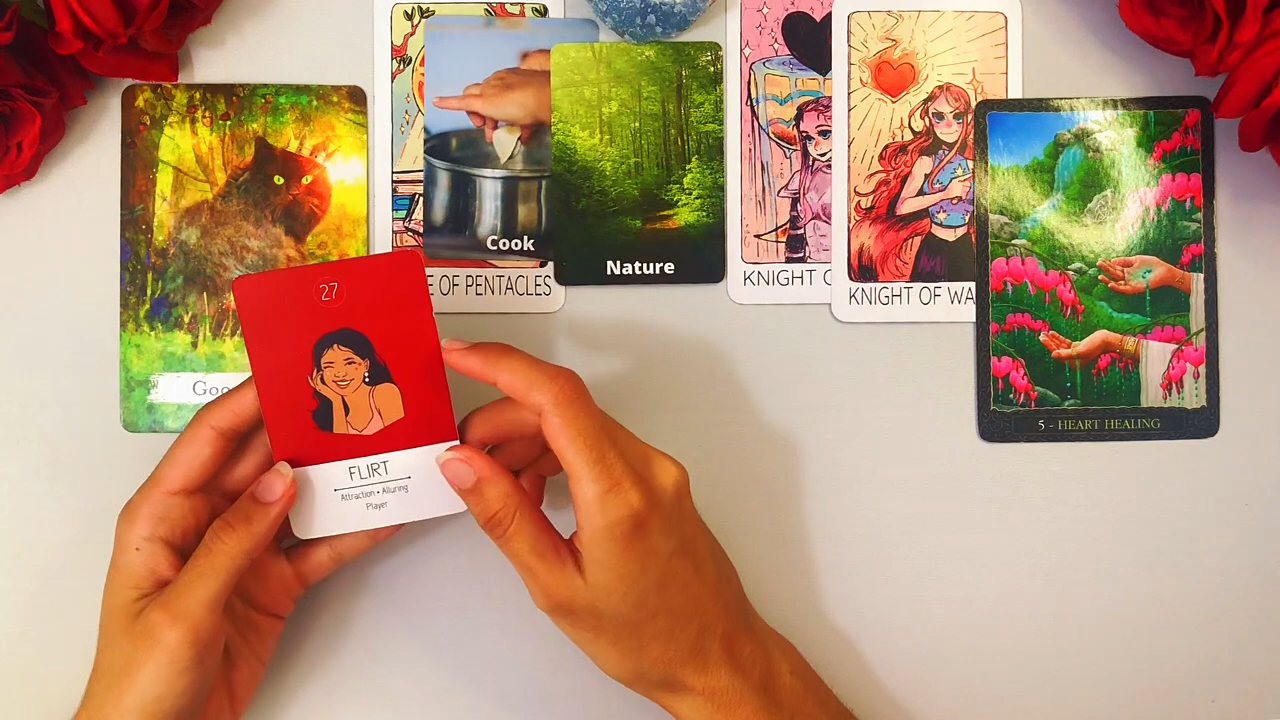 Cook
Nature
E OF PENTACLES
KNIGHT
KNIGHT OF WA
27
FLIRT
Attraction • Alluring
Player
Goo
5 - HEART HEALING